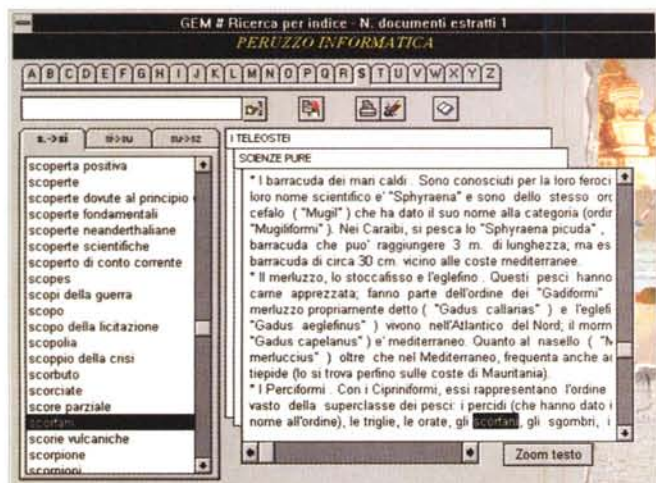 GEM # Ricerca per indice - N. documenti estratti 1
PERUZZO INFORMATICA
A B C D E F G H I J K L M N O P Q R S T U V W X Y Z
s.->si si->su su->sz
scoperta positiva
scoperte
scoperte dovute al principio
scoperte fondamentali
scoperte neanderthaliane
scoperte scientifiche
scoperto di conto corrente
scopes
scopi della guerra
scopo
scopo della licitazione
scopolia
scoppio della crisi
scorbuto
scorciate
score parziale
scortani
scorie vulcaniche
scorpione
scorpioni
I TELEOSTEI
SCIENZE PURE
* I barracuda dei mari caldi . Sono conosciuti per la loro feroci
loro nome scientifico e' "Sphyraena" e sono dello stesso ord
cefalo ( "Mugil" ) che ha dato il suo nome alla categoria (ordin
"Mugiliformi" ). Nei Caraibi, si pesca lo "Sphyraena picuda" ,
barracuda che puo' raggiungere 3 m. di lunghezza; ma es
barracuda di circa 30 cm. vicino alle coste mediterranee.
* Il merluzzo, lo stoccafisso e l'eglefino . Questi pesci hanno
carne apprezzata; fanno parte dell'ordine dei "Gadiformi"
merluzzo propriamente detto ( "Gadus callarias" ) e l'eglefi
"Gadus aeglefinus" ) vivono nell'Atlantico del Nord; il morm
"Gadus capelanus" ) e' mediterraneo. Quanto al nasello ( "M
merluccius" ) oltre che nel Mediterraneo, frequenta anche ac
tiepide (lo si trova perfino sulle coste di Mauritania).
* I Perciformi . Con i Cipriniformi, essi rappresentano l'ordine
vasto della superclasse dei pesci: i percidi (che hanno dato i
nome all'ordine), le triglie, le orate, gli scortani, gli sgombri, i
Zoom testo